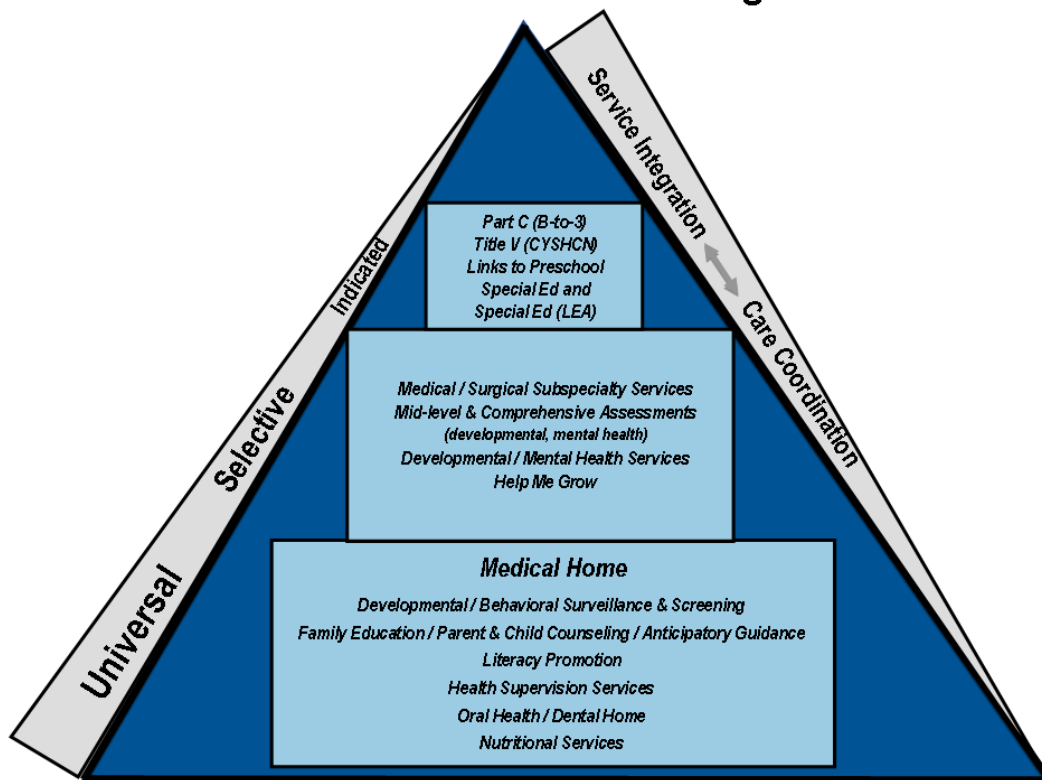 Universal
Selective
Indicated
Service Integration
Care Coordination
Part C (B-to-3)
Title V (CYSHCN)
Links to Preschool
Special Ed and
Special Ed (LEA)
Medical / Surgical Subspecialty Services
Mid-level & Comprehensive Assessments
(developmental, mental health)
Developmental / Mental Health Services
Help Me Grow
Medical Home
Developmental / Behavioral Surveillance & Screening
Family Education / Parent & Child Counseling / Anticipatory Guidance
Literacy Promotion
Health Supervision Services
Oral Health / Dental Home
Nutritional Services